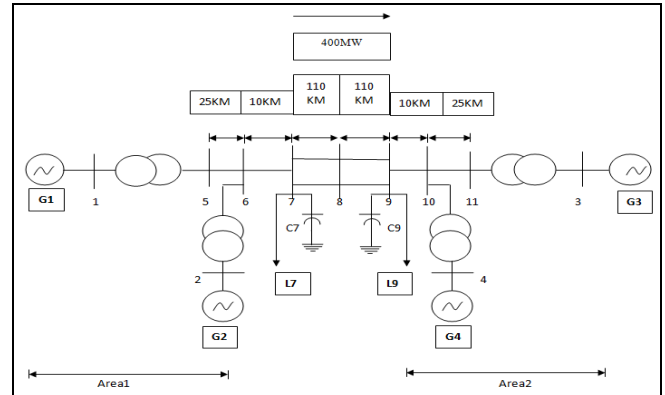 400MW
25KM 10KM 110 KM 110 KM 10KM 25KM
G1 1 5 6 7 8 9 10 11 3 G3
C7 C9
2 L7 L9 4
G2 G4
Area1 Area2